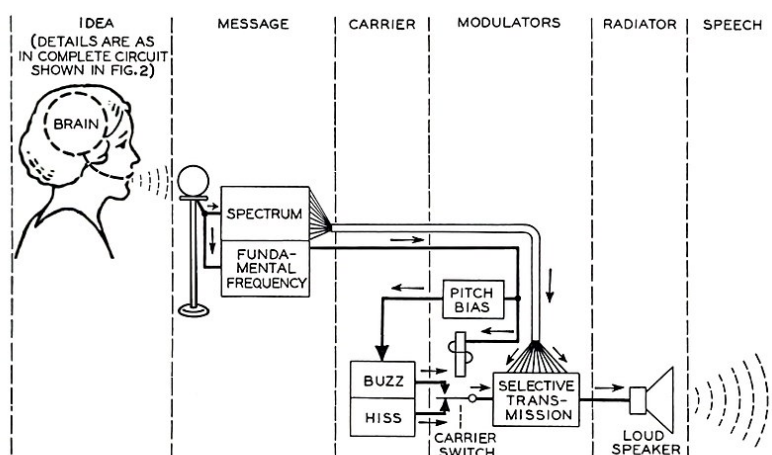 IDEA
(DETAILS ARE AS
IN COMPLETE CIRCUIT
SHOWN IN FIG.2)
MESSAGE
CARRIER
MODULATORS
RADIATOR
SPEECH
BRAIN
SPECTRUM
FUNDA-
MENTAL
FREQUENCY
PITCH
BIAS
BUZZ
HISS
CARRIER
SWITCH
SELECTIVE
TRANS-
MISSION
LOUD
SPEAKER